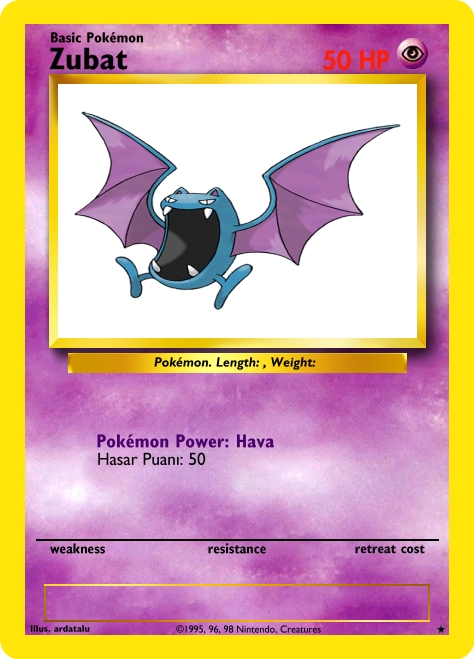 Basic Pokémon
Zubat
50 HP
Pokémon. Length: , Weight:
Pokémon Power: Hava
Hasar Puanı: 50
weakness resistance retreat cost
Illus. ardatalu ©1995, 96, 98 Nintendo, Creatures ★